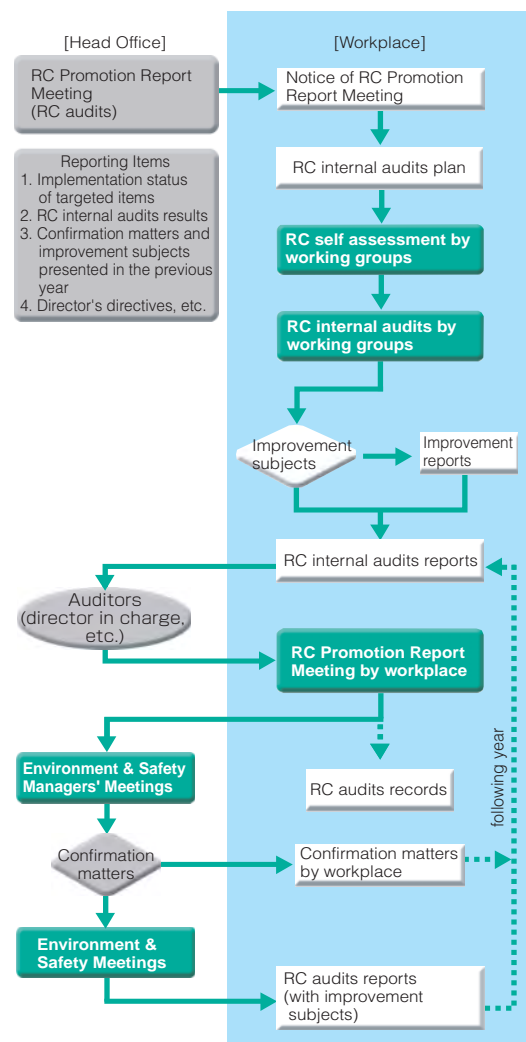 [Head Office]
[Workplace]
RC Promotion Report
Meeting
(RC audits)
Notice of RC Promotion
Report Meeting
Reporting Items
1. Implementation status
of targeted items
2. RC internal audits results
3. Confirmation matters and
improvement subjects
presented in the previous
year
4. Director's directives, etc.
RC internal audits plan
RC self assessment by
working groups
RC internal audits by
working groups
Improvement
subjects
Improvement
reports
RC internal audits reports
Auditors
(director in charge,
etc.)
RC Promotion Report
Meeting by workplace
Environment & Safety
Managers' Meetings
RC audits records
following year
Confirmation
matters
Confirmation matters
by workplace
Environment &
Safety Meetings
RC audits reports
(with improvement
subjects)